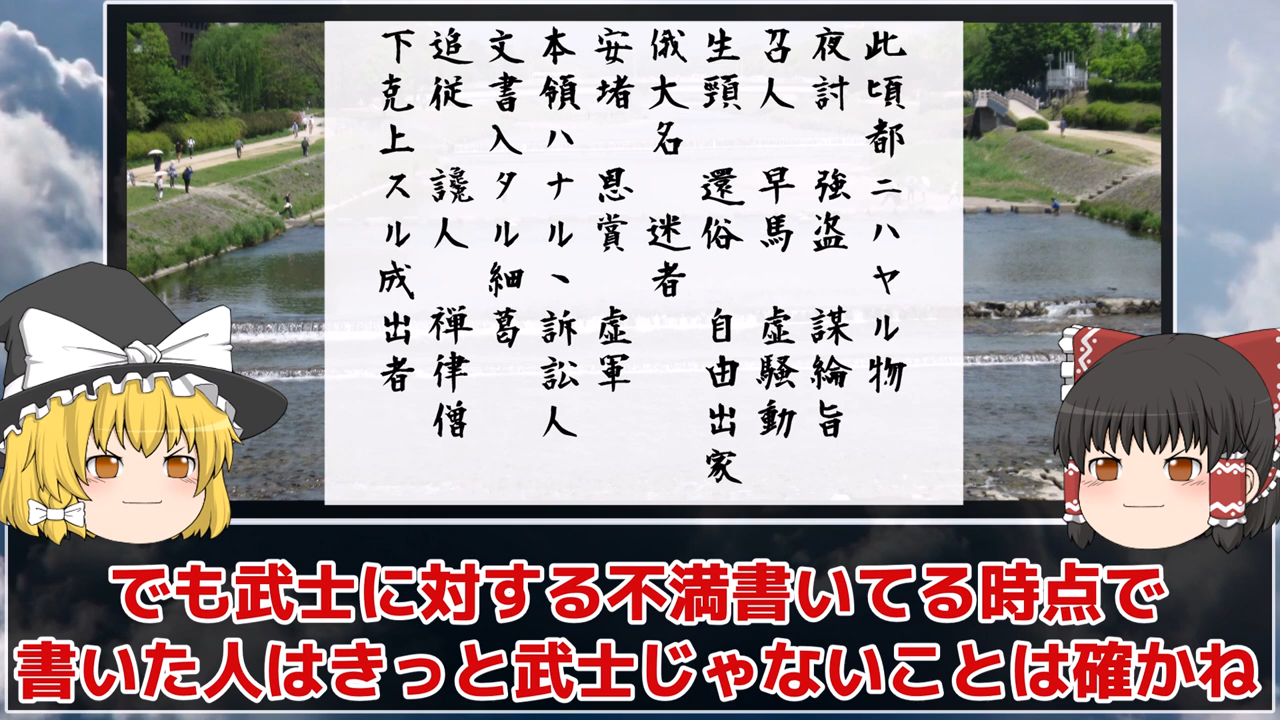 此頃都ニハヤル物
夜討 強盗 謀綸旨
召人 早馬 虚騒動
生頸 還俗 自由出家
俄大名 迷者
安堵 恩賞 虚軍
本領ハナルヽ訴訟人
文書入タル細葛
追従 讒人 禅律僧
下克上スル成出者
でも武士に対する不満書いてる時点で
書いた人はきっと武士じゃないことは確かね